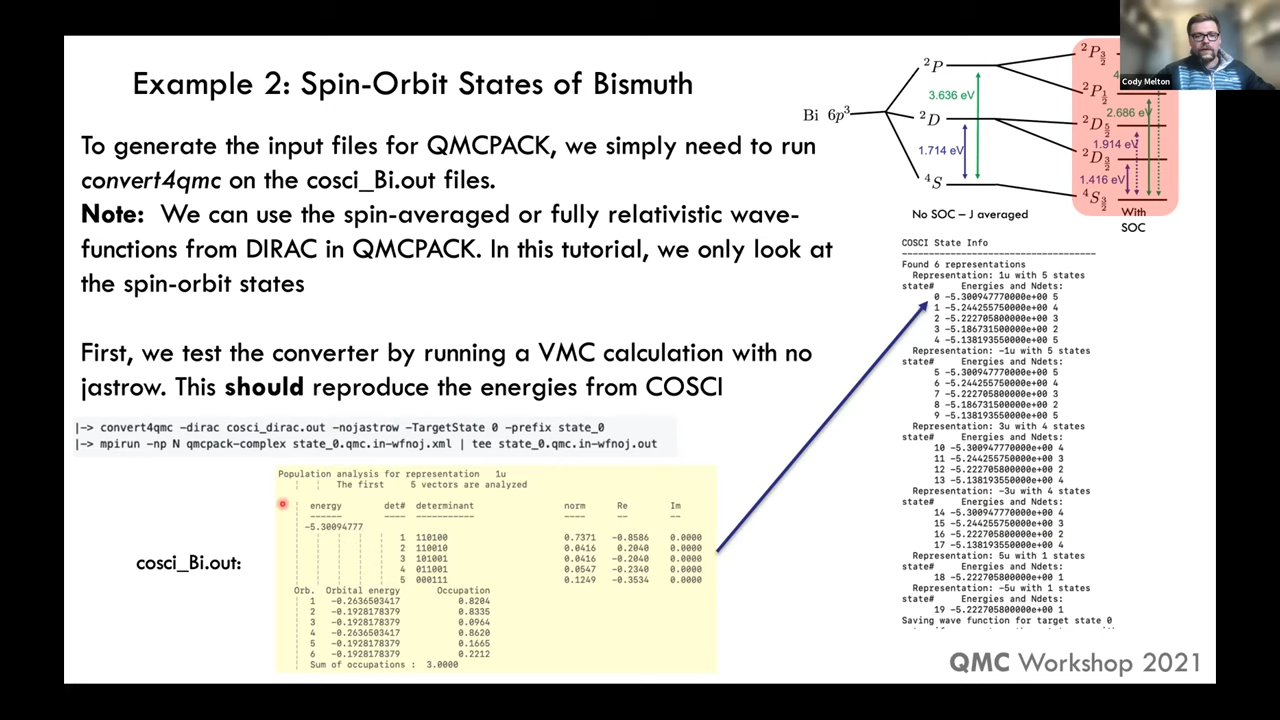 Example 2: Spin-Orbit States of Bismuth
To generate the input files for QMCPACK, we simply need to run
convert4qmc on the cosci_Bi.out files.
Note: We can use the spin-averaged or fully relativistic wave-
functions from DIRAC in QMCPACK. In this tutorial, we only look at
the spin-orbit states
First, we test the converter by running a VMC calculation with no
jastrow. This should reproduce the energies from COSCI
|-> convert4qmc -dirac cosci_dirac.out -nojastrow -TargetState 0 -prefix state_0
|-> mpirun -np N qmcpack-complex state_0.qmc.in-wfnoj.xml | tee state_0.qmc.in-wfnoj.out
cosci_Bi.out:
Population analysis for representation 1u
The first 5 vectors are analyzed
energy det# determinant norm Re Im
-5.30094777
1 110100 0.7371 -0.8586 0.0000
2 110010 0.0416 0.2040 0.0000
3 101001 0.0416 -0.2040 0.0000
4 011001 0.0547 -0.2340 0.0000
5 000111 0.1249 -0.3534 0.0000
Orb. Orbital energy Occupation
1 -0.2636503417 0.8204
2 -0.1928178379 0.8335
3 -0.1928178379 0.0964
4 -0.2636503417 0.8620
5 -0.1928178379 0.1665
6 -0.1928178379 0.2212
Sum of occupations : 3.0000
Bi 6p³
²P
²D
⁴S
3.636 eV
1.714 eV
²P 3/2
²P 1/2
²D 5/2
²D 3/2
⁴S 3/2
2.686 eV
1.914 eV
1.416 eV
No SOC – J averaged
With
SOC
Cody Melton
COSCI State Info
Found 6 representations
Representation: 1u with 5 states
state# Energies and Ndets:
0 -5.300947770000e+00 5
1 -5.244255750000e+00 4
2 -5.222705800000e+00 3
3 -5.186731500000e+00 2
4 -5.138193550000e+00 5
Representation: -1u with 5 states
state# Energies and Ndets:
5 -5.300947770000e+00 5
6 -5.244255750000e+00 4
7 -5.222705800000e+00 3
8 -5.186731500000e+00 2
9 -5.138193550000e+00 5
Representation: 3u with 4 states
state# Energies and Ndets:
10 -5.300947770000e+00 4
11 -5.244255750000e+00 3
12 -5.222705800000e+00 2
13 -5.138193550000e+00 4
Representation: -3u with 4 states
state# Energies and Ndets:
14 -5.300947770000e+00 4
15 -5.244255750000e+00 3
16 -5.222705800000e+00 2
17 -5.138193550000e+00 4
Representation: 5u with 1 states
state# Energies and Ndets:
18 -5.222705800000e+00 1
Representation: -5u with 1 states
state# Energies and Ndets:
19 -5.222705800000e+00 1
Saving wave function for target state 0
QMC Workshop 2021